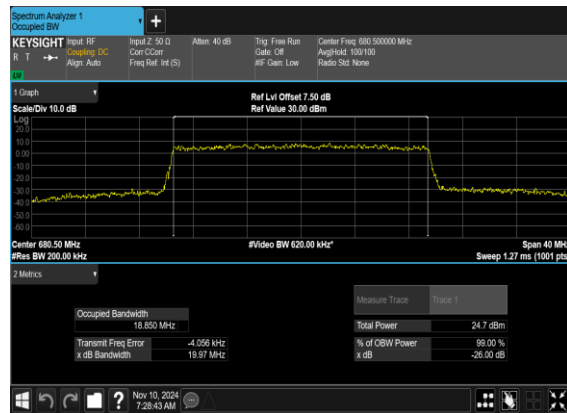 Spectrum Analyzer 1
Occupied BW
+
KEYSIGHT Input: RF Input Z: 50 Ω Atten: 40 dB Trig: Free Run Center Freq: 680.500000 MHz
R T Coupling: DC Corr CCorr Gate: Off Avg|Hold: 100/100
Align: Auto Freq Ref: Int (S) #IF Gain: Low Radio Std: None
1 Graph
Ref Lvl Offset 7.50 dB
Scale/Div 10.0 dB Ref Value 30.00 dBm
Log
20.0
10.0
0.00
-10.0
-20.0
-30.0
-40.0
-50.0
-60.0
Center 680.50 MHz #Video BW 620.00 kHz* Span 40 MHz
#Res BW 200.00 kHz Sweep 1.27 ms (1001 pts
2 Metrics
Measure Trace Trace 1
Occupied Bandwidth
18.850 MHz Total Power 24.7 dBm
Transmit Freq Error -4.056 kHz % of OBW Power 99.00 %
x dB Bandwidth 19.97 MHz x dB -26.00 dB
? Nov 10, 2024
7:28:43 AM